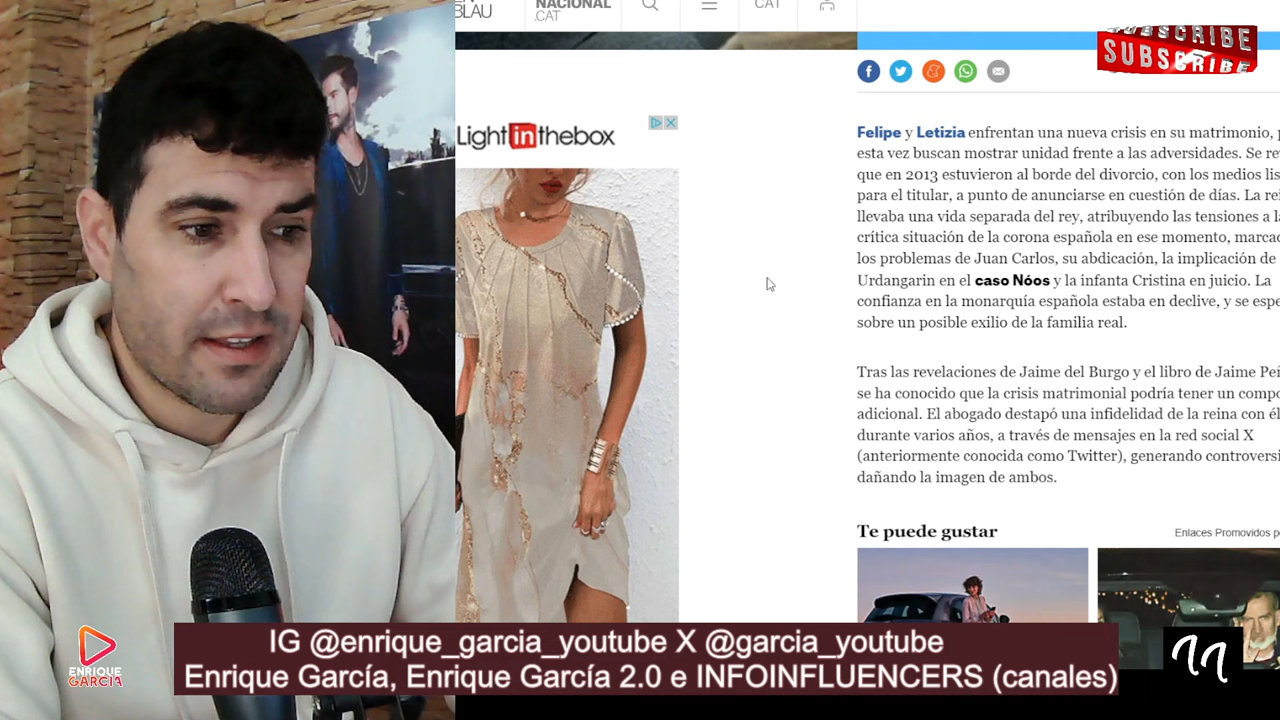 BLAU
NACIONAL
.CAT
CAT
SUBSCRIBE
SUBSCRIBE
Lightinthebox
Felipe y Letizia enfrentan una nueva crisis en su matrimonio,
esta vez buscan mostrar unidad frente a las adversidades. Se re
que en 2013 estuvieron al borde del divorcio, con los medios lis
para el titular, a punto de anunciarse en cuestión de días. La rei
llevaba una vida separada del rey, atribuyendo las tensiones a l
crítica situación de la corona española en ese momento, marcad
los problemas de Juan Carlos, su abdicación, la implicación de
Urdangarin en el caso Nóos y la infanta Cristina en juicio. La
confianza en la monarquía española estaba en declive, y se espe
sobre un posible exilio de la familia real.
Tras las revelaciones de Jaime del Burgo y el libro de Jaime Peñ
se ha conocido que la crisis matrimonial podría tener un compo
adicional. El abogado destapó una infidelidad de la reina con él
durante varios años, a través de mensajes en la red social X
(anteriormente conocida como Twitter), generando controversi
dañando la imagen de ambos.
Te puede gustar
Enlaces Promovidos p
IG @enrique_garcia_youtube X @garcia_youtube
Enrique García, Enrique García 2.0 e INFOINFLUENCERS (canales)
ENRIQUE
GARCÍA